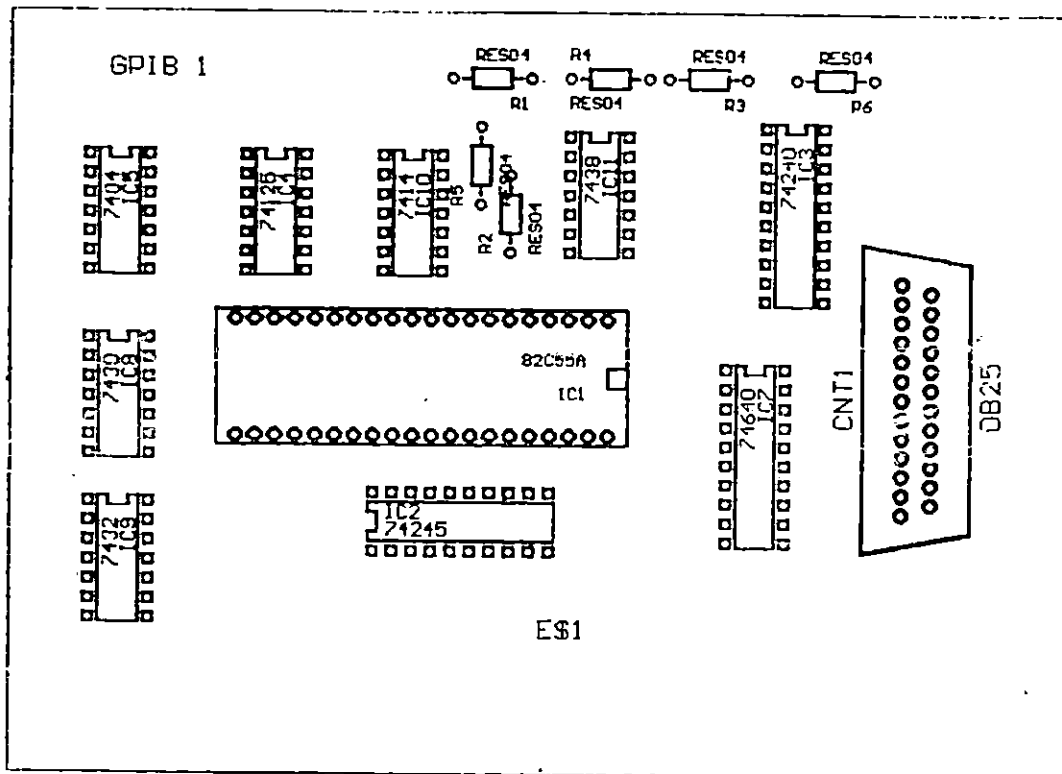 GPIB 1
RES04
R1
R4
RES04
RES04
R3
RES04
R6
7404
IC5
74126
IC4
7414
IC10
R5
RES04
R2
RES04
7438
IC11
74240
IC3
7430
IC8
82C55A
IC1
74640
IC7
CNT1
DB25
7432
IC9
IC2
74245
E$1